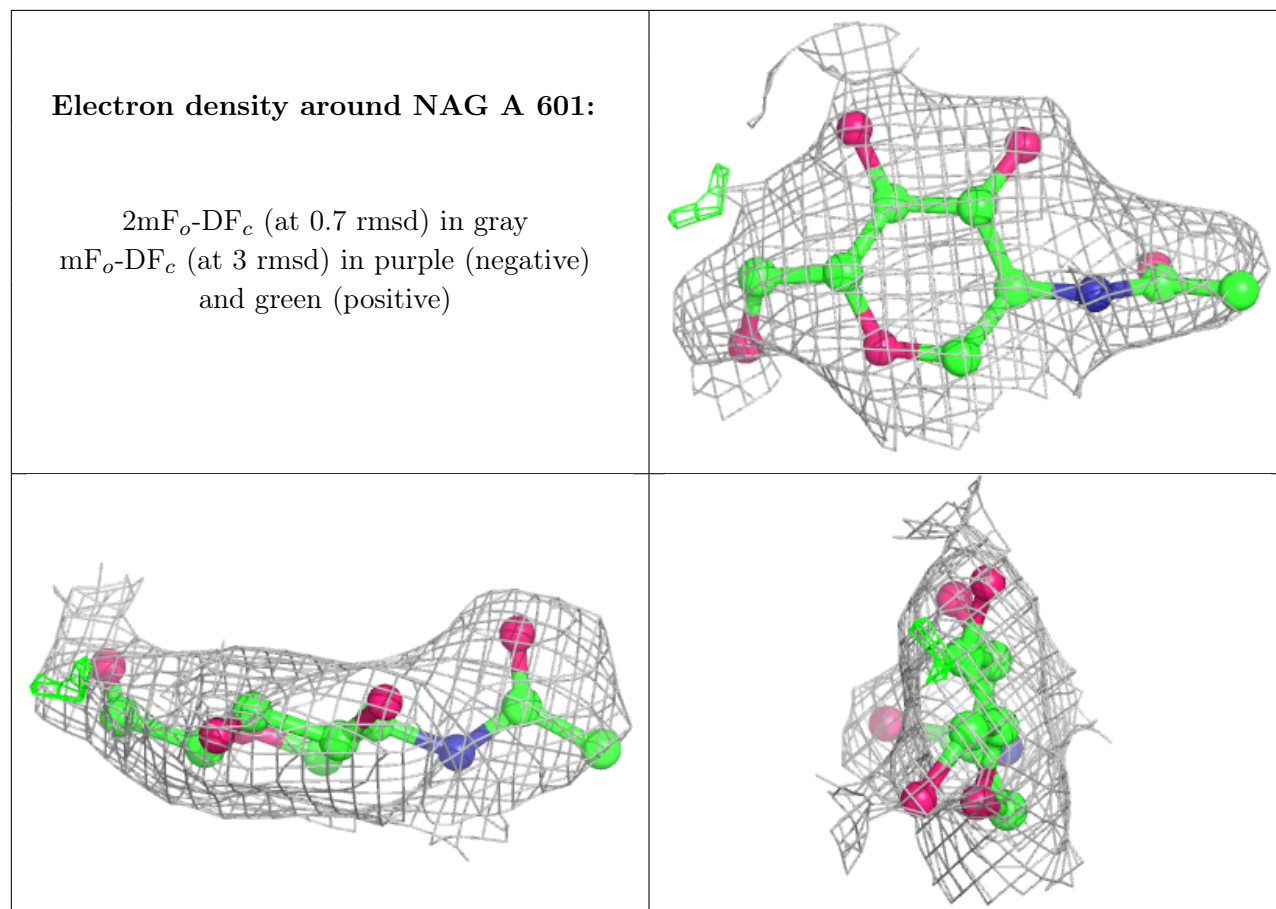 Electron density around NAG A 601:
2mFo-DFc (at 0.7 rmsd) in gray
mFo-DFc (at 3 rmsd) in purple (negative)
and green (positive)